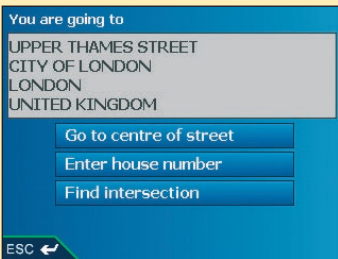 You are going to
UPPER THAMES STREET
CITY OF LONDON
LONDON
UNITED KINGDOM
Go to centre of street
Enter house number
Find intersection
ESC